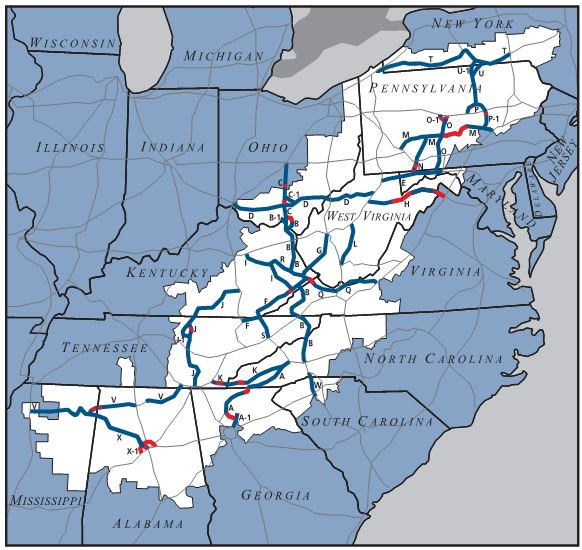 NEW YORK
WISCONSIN
MICHIGAN
T
T
U-1
U
PENNSYLVANIA
P
P-1
O-1
O
M
M
M
O
N
NEW JERSEY
ILLINOIS
INDIANA
OHIO
E
MARYLAND
DELAWARE
C
C-1
D
D
H
D
B-1
C
B
WEST VIRGINIA
B
G
L
KENTUCKY
I
R
B
VIRGINIA
I
B
Q
Q
J
F
F
S
B
J-1
J
TENNESSEE
B
NORTH CAROLINA
J
K
K
A
W
V
V
V
A
A-1
SOUTH CAROLINA
X
X-1
MISSISSIPPI
ALABAMA
GEORGIA